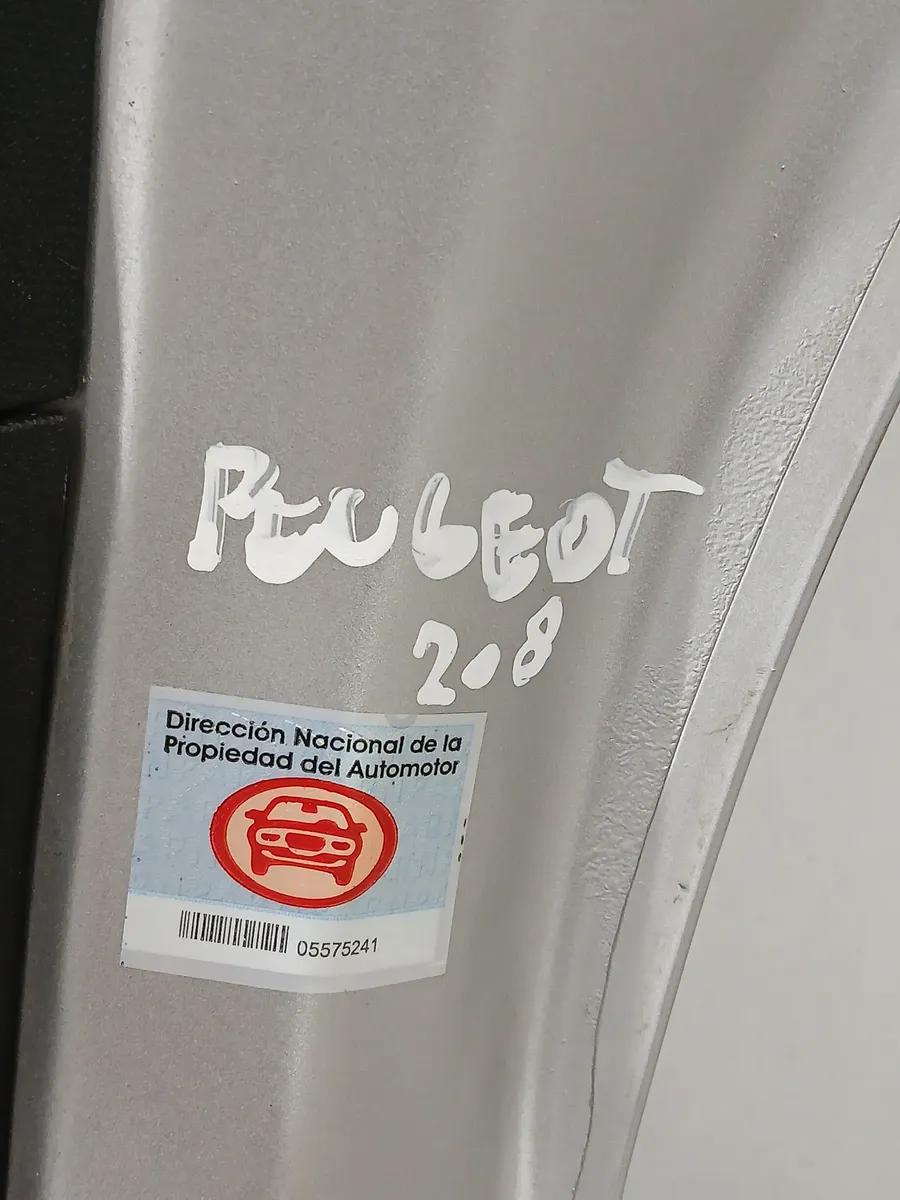 PEUGEOT
208
Dirección Nacional de la
Propiedad del Automotor
05575241